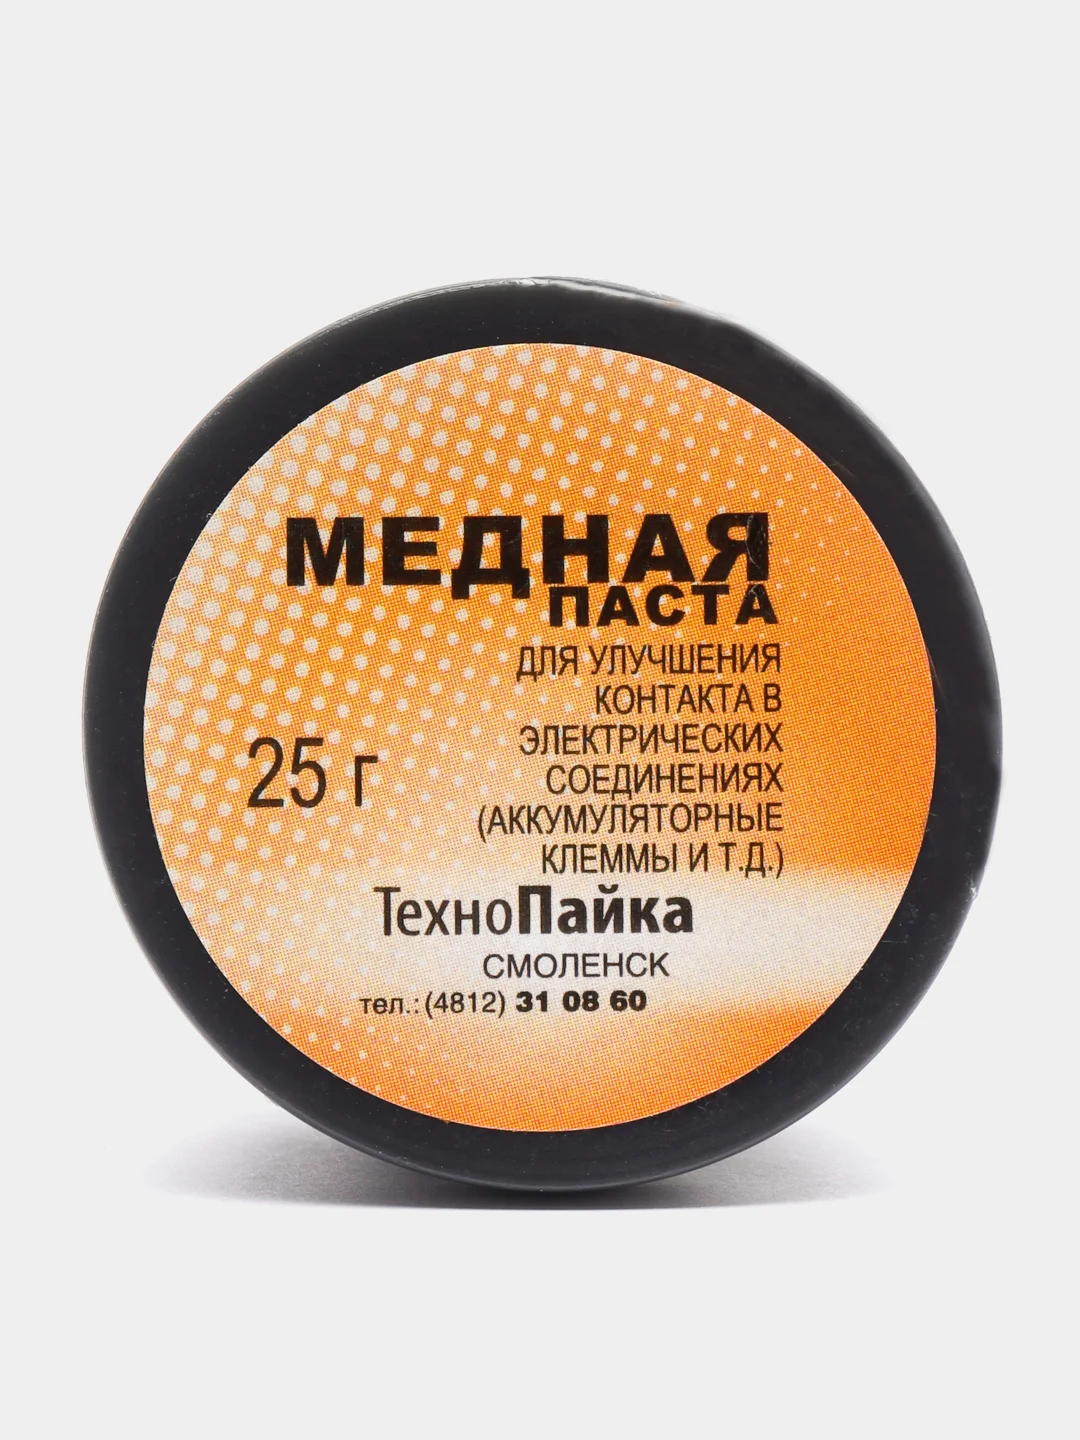 МЕДНАЯ
ПАСТА
ДЛЯ УЛУЧШЕНИЯ
КОНТАКТА В
ЭЛЕКТРИЧЕСКИХ
СОЕДИНЕНИЯХ
(АККУМУЛЯТОРНЫЕ
КЛЕММЫ И Т.Д.)
25 г
ТехноПайка
СМОЛЕНСК
тел.: (4812) 31 08 60